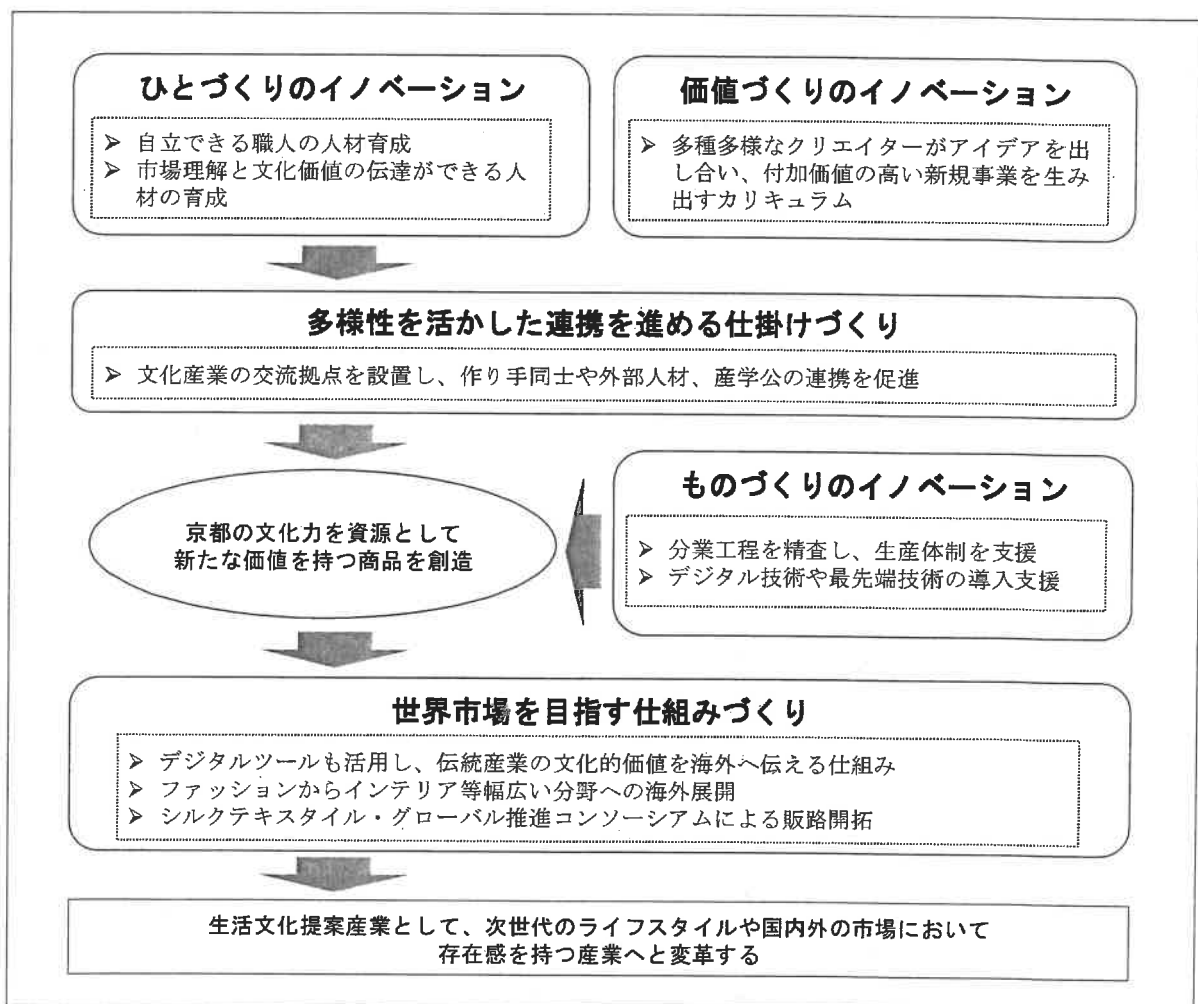 ひとづくりのイノベーション
➢ 自立できる職人の人材育成
➢ 市場理解と文化価値の伝達ができる人
材の育成
価値づくりのイノベーション
➢ 多種多様なクリエイターがアイデアを出
し合い、付加価値の高い新規事業を生み
出すカリキュラム
多様性を活かした連携を進める仕掛けづくり
➢ 文化産業の交流拠点を設置し、作り手同士や外部人材、産学公の連携を促進
京都の文化力を資源として
新たな価値を持つ商品を創造
ものづくりのイノベーション
➢ 分業工程を精査し、生産体制を支援
➢ デジタル技術や最先端技術の導入支援
世界市場を目指す仕組みづくり
➢ デジタルツールも活用し、伝統産業の文化的価値を海外へ伝える仕組み
➢ ファッションからインテリア等幅広い分野への海外展開
➢ シルクテキスタイル・グローバル推進コンソーシアムによる販路開拓
生活文化提案産業として、次世代のライフスタイルや国内外の市場において
存在感を持つ産業へと変革する